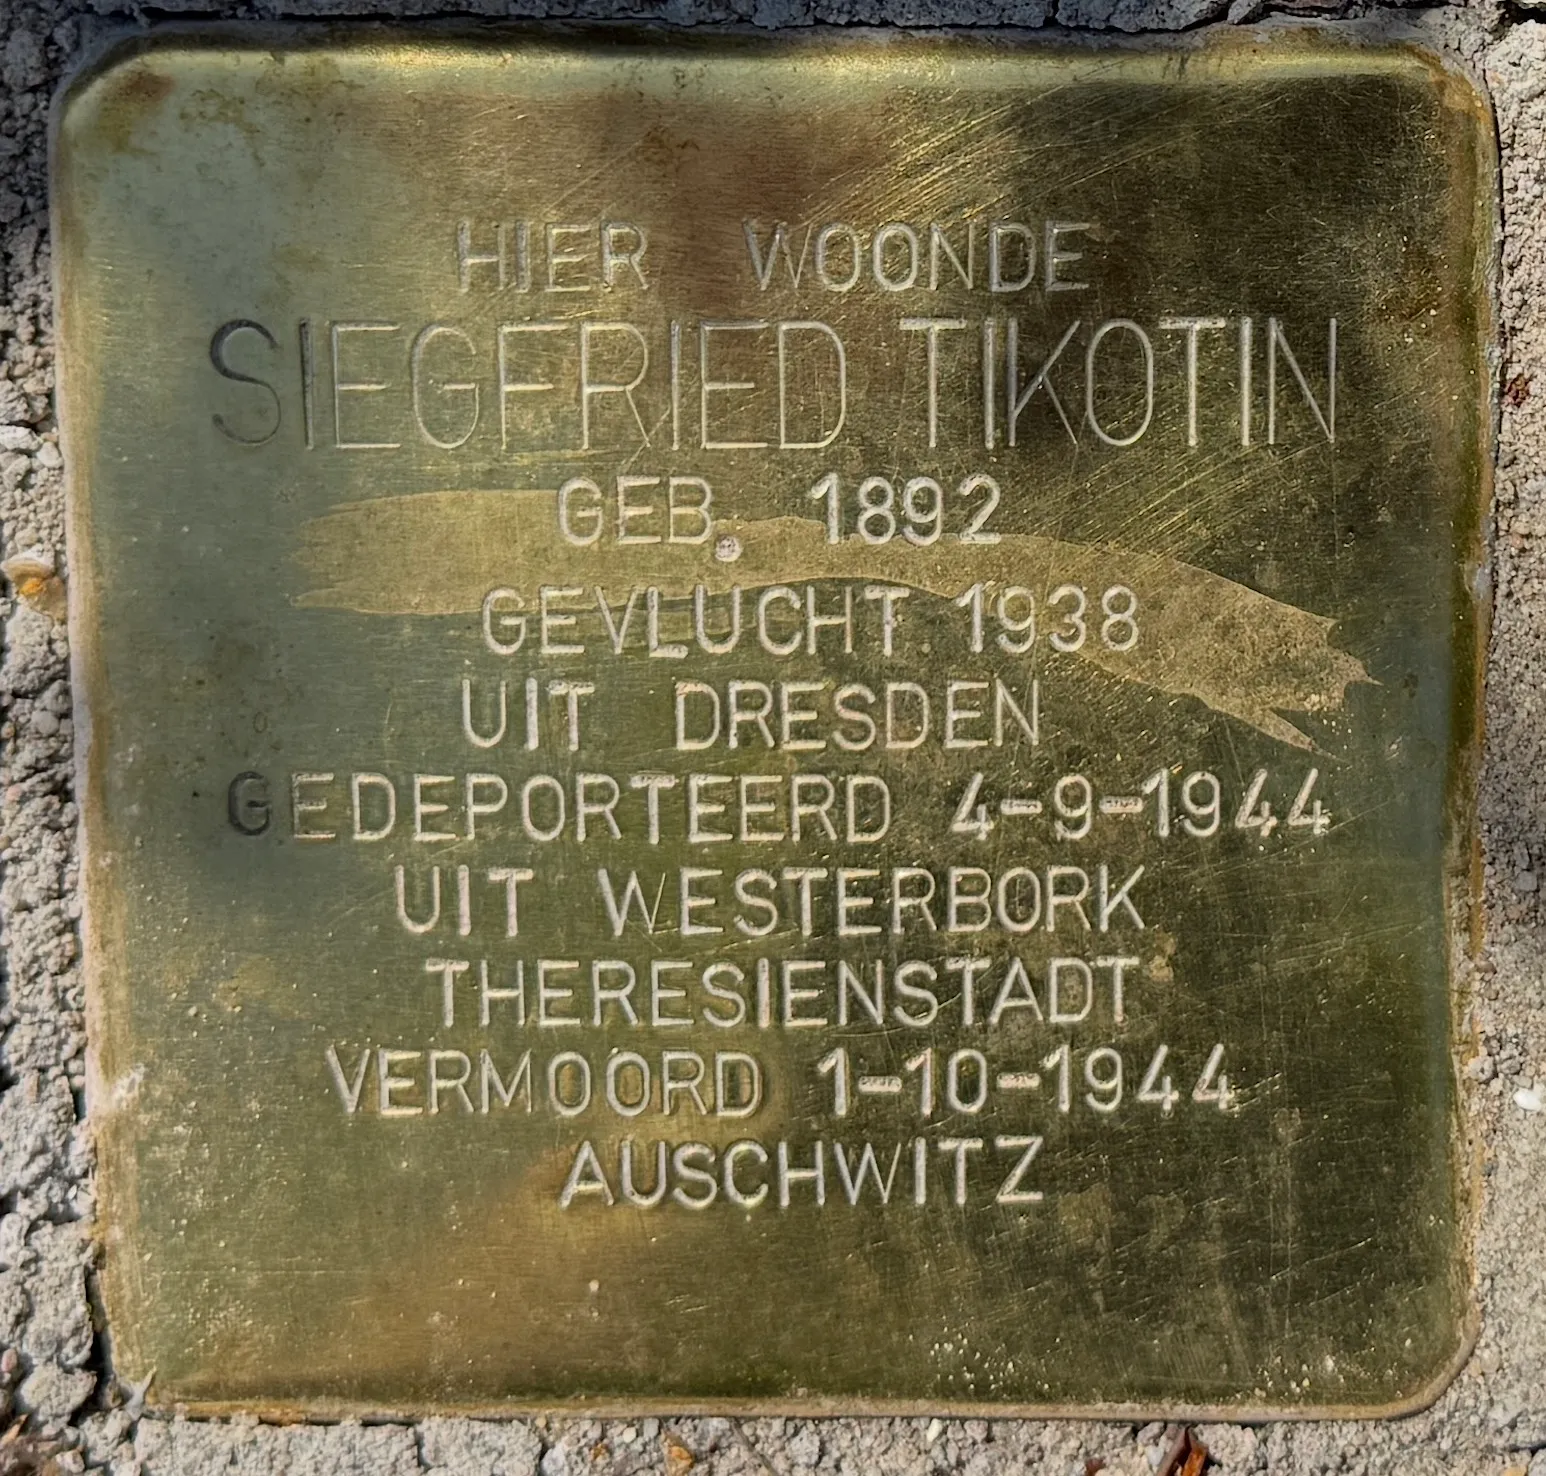 HIER WOONDE
SIEGFRIED TIKOTIN
GEB. 1892
GEVLUCHT 1938
UIT DRESDEN
GEDEPORTEERD 4-9-1944
UIT WESTERBORK
THERESIENSTADT
VERMOORD 1-10-1944
AUSCHWITZ